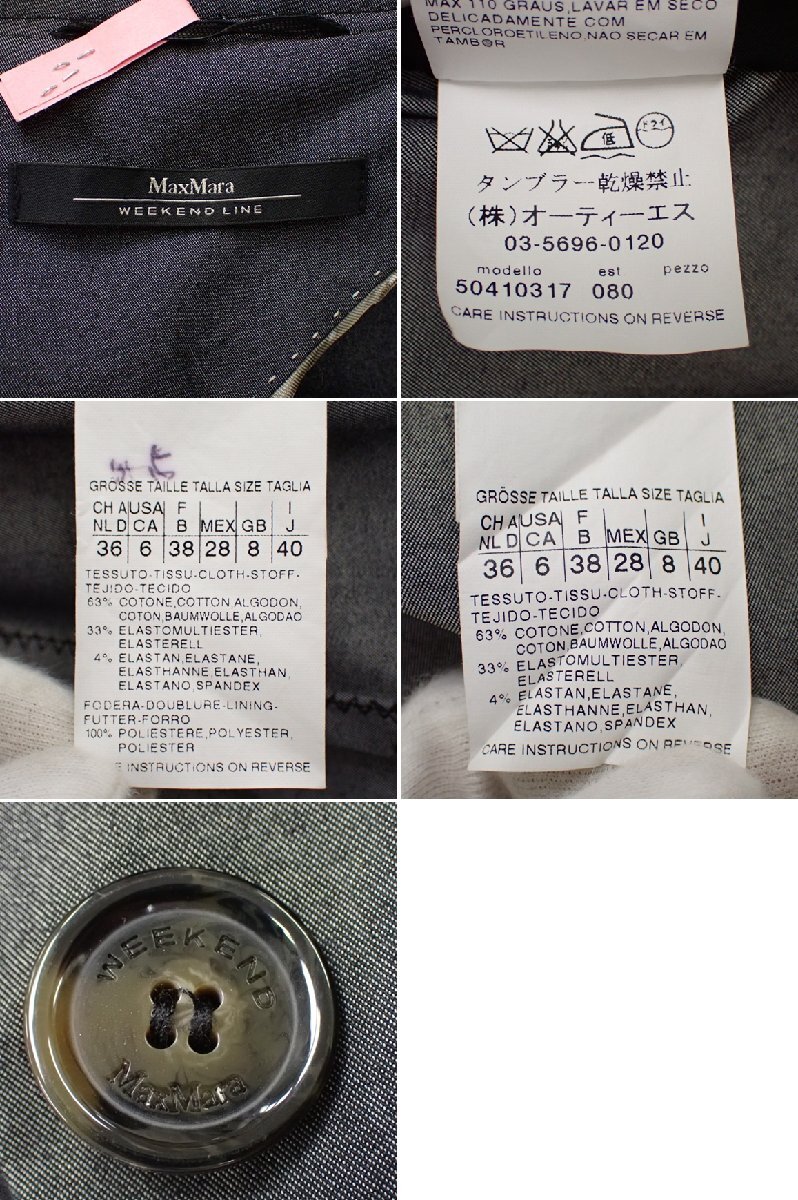 MaxMara
WEEKEND LINE
MAX 110 GRAUS,LAVAR EM SECO
DELICADAMENTE COM
PERCLOROETILENO,NAO SECAR EM
TAMBOR
低
ドライ
タンブラー乾燥禁止
(株)オーティーエス
03-5696-0120
modello est pezzo
50410317 080
CARE INSTRUCTIONS ON REVERSE
GRÖSSE TAILLE TALLA SIZE TAGLIA
CH A USA F I
NL D CA B MEX GB J
36 6 38 28 8 40
TESSUTO-TISSU-CLOTH-STOFF-
TEJIDO-TECIDO
63% COTONE,COTTON ALGODON,
COTON,BAUMWOLLE,ALGODAO
33% ELASTOMULTIESTER,
ELASTERELL
4% ELASTAN,ELASTANE,
ELASTHANNE,ELASTHAN,
ELASTANO,SPANDEX
FODERA-DOUBLURE-LINING-
FUTTER-FORRO
100% POLIESTERE,POLYESTER,
POLIESTER
INSTRUCTIONS ON REVERSE
GRÖSSE TAILLE TALLA SIZE TAGLIA
CH A USA F I
NL D CA B MEX GB J
36 6 38 28 8 40
TESSUTO-TISSU-CLOTH-STOFF-
TEJIDO-TECIDO
63% COTONE,COTTON,ALGODON,
COTON,BAUMWOLLE,ALGODAO
33% ELASTOMULTIESTER,
ELASTERELL
4% ELASTAN,ELASTANE,
ELASTHANNE,ELASTHAN,
ELASTANO,SPANDEX
CARE INSTRUCTIONS ON REVERSE
WEEKEND
MaxMara